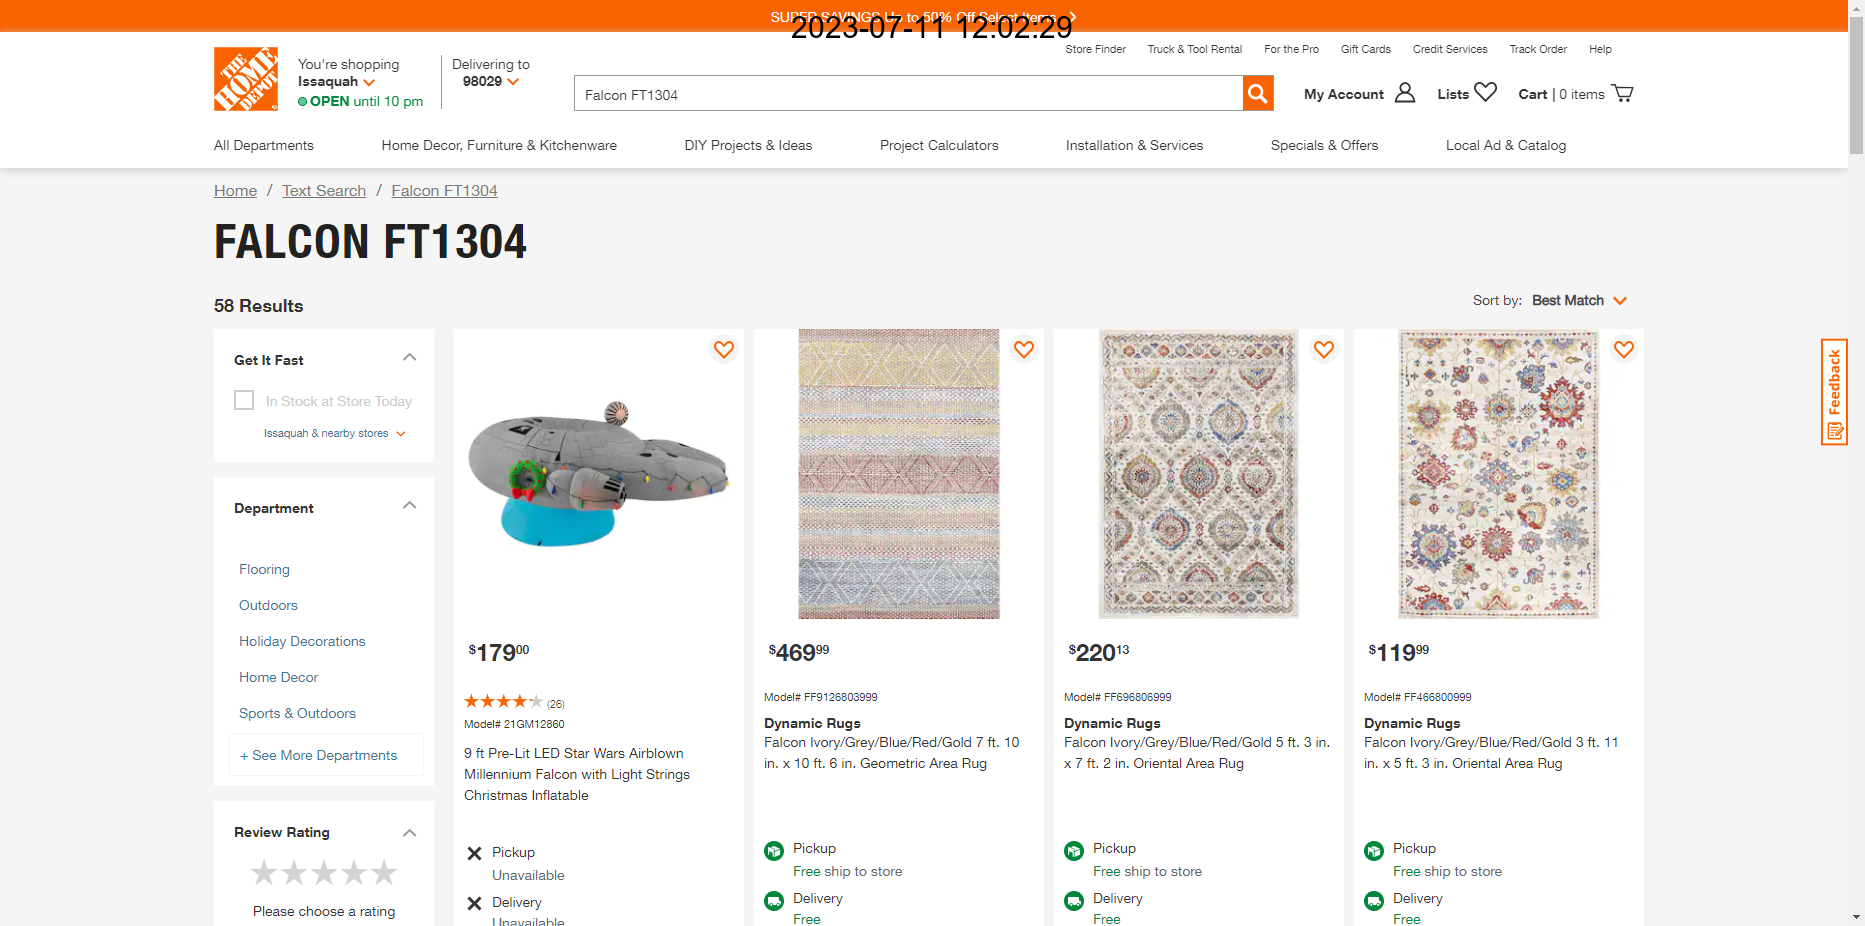 SUPER SAVINGS Up to 50% Off Select Items
2023-07-11 12:02:29
Store Finder
Truck & Tool Rental
For the Pro
Gift Cards
Credit Services
Track Order
Help
THE HOME DEPOT
You're shopping
Issaquah
OPEN until 10 pm
Delivering to
98029
Falcon FT1304
My Account
Lists
Cart | 0 items
All Departments
Home Decor, Furniture & Kitchenware
DIY Projects & Ideas
Project Calculators
Installation & Services
Specials & Offers
Local Ad & Catalog
Home / Text Search / Falcon FT1304
FALCON FT1304
58 Results
Sort by: Best Match
Get It Fast
In Stock at Store Today
Issaquah & nearby stores
Department
Flooring
Outdoors
Holiday Decorations
Home Decor
Sports & Outdoors
+ See More Departments
Review Rating
Please choose a rating
$17900
(26)
Model# 21GM12860
9 ft Pre-Lit LED Star Wars Airblown
Millennium Falcon with Light Strings
Christmas Inflatable
Pickup
Unavailable
Delivery
Unavailable
$46999
Model# FF9126803999
Dynamic Rugs
Falcon Ivory/Grey/Blue/Red/Gold 7 ft. 10
in. x 10 ft. 6 in. Geometric Area Rug
Pickup
Free ship to store
Delivery
Free
$22013
Model# FF696806999
Dynamic Rugs
Falcon Ivory/Grey/Blue/Red/Gold 5 ft. 3 in.
x 7 ft. 2 in. Oriental Area Rug
Pickup
Free ship to store
Delivery
Free
$11999
Model# FF466800999
Dynamic Rugs
Falcon Ivory/Grey/Blue/Red/Gold 3 ft. 11
in. x 5 ft. 3 in. Oriental Area Rug
Pickup
Free ship to store
Delivery
Free
Feedback